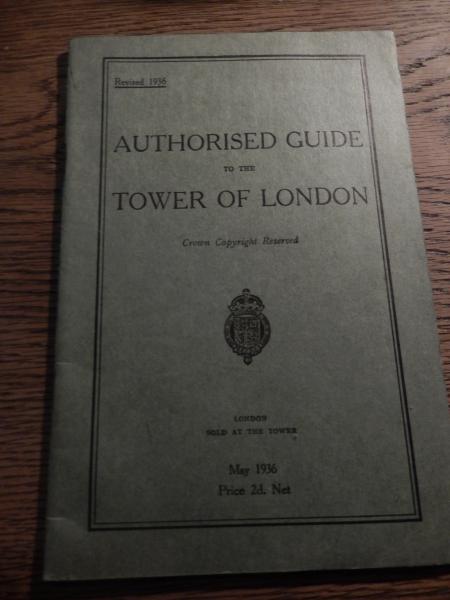 Revised 1936
AUTHORISED GUIDE
TO THE
TOWER OF LONDON
Crown Copyright Reserved
LONDON
SOLD AT THE TOWER
May 1936
Price 2d. Net